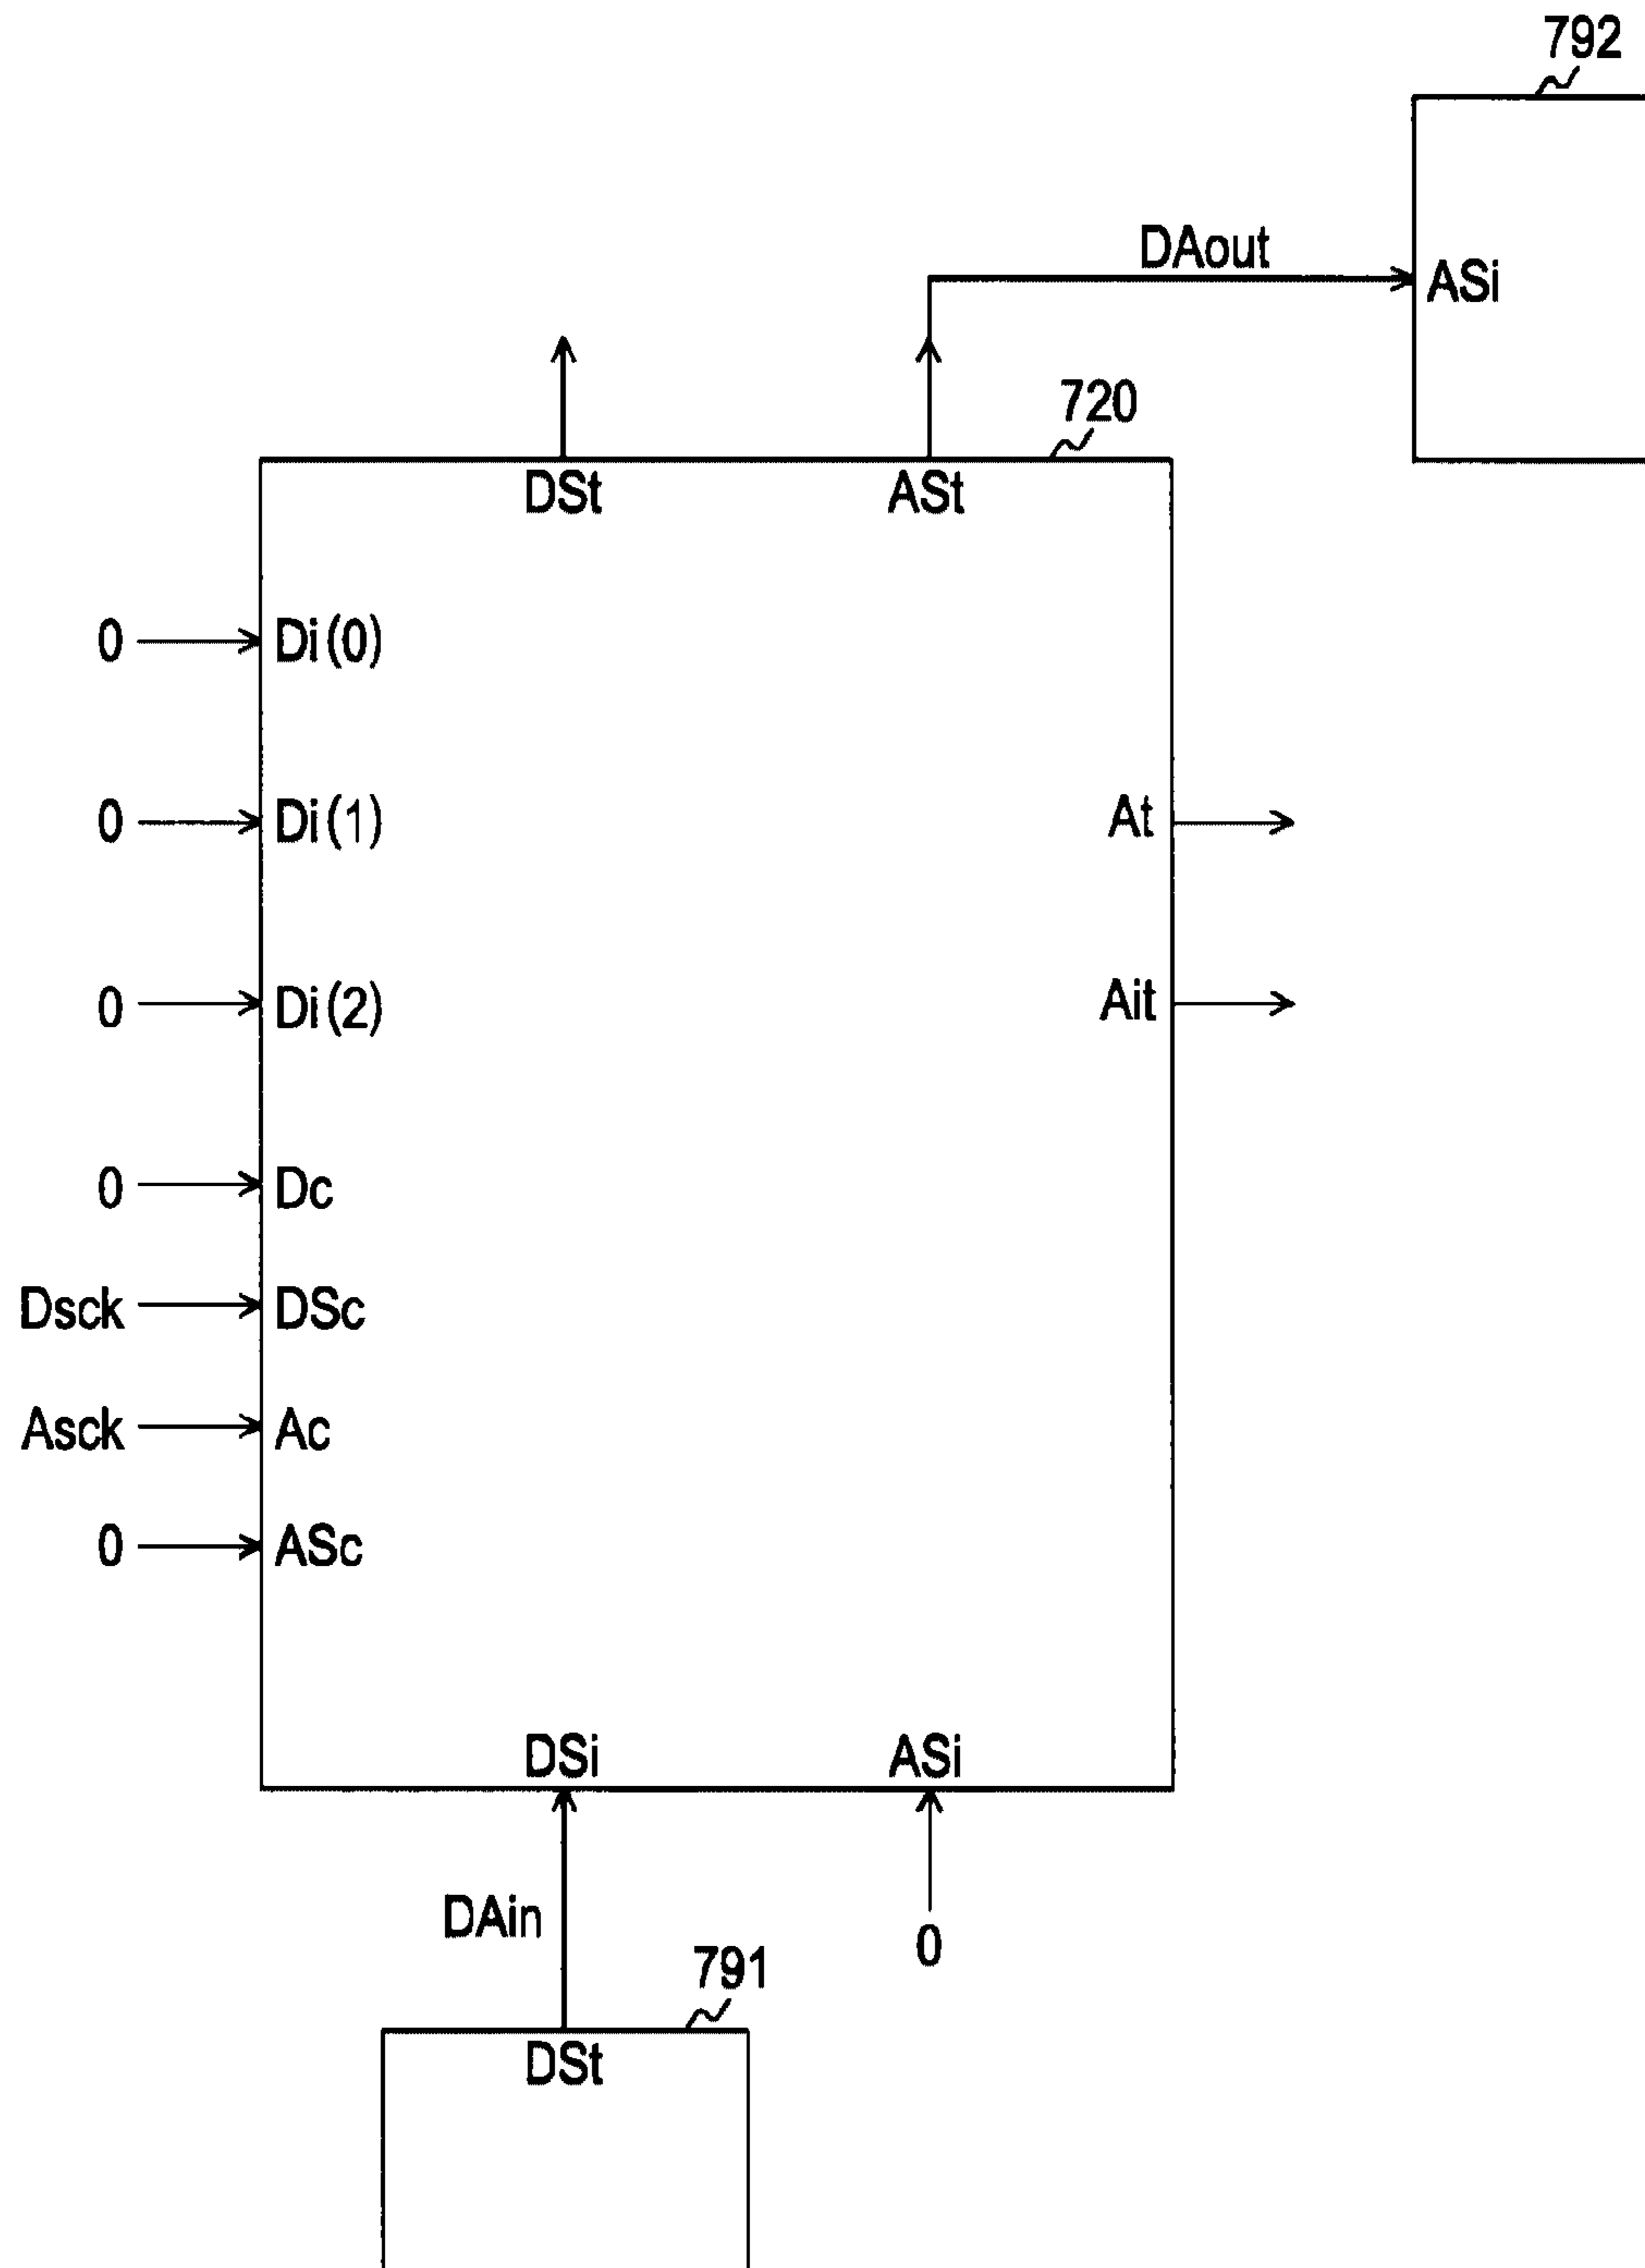 792
DAout
ASi
720
DSt ASt
0 Di(0)
0 Di(1) At
0 Di(2) Ait
0 Dc
Dsck DSc
Asck Ac
0 ASc
DSi ASi
DAin
0
791
DSt